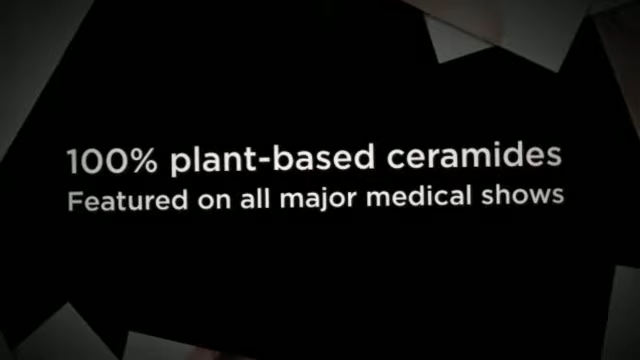 100% plant-based ceramides
Featured on all major medical shows